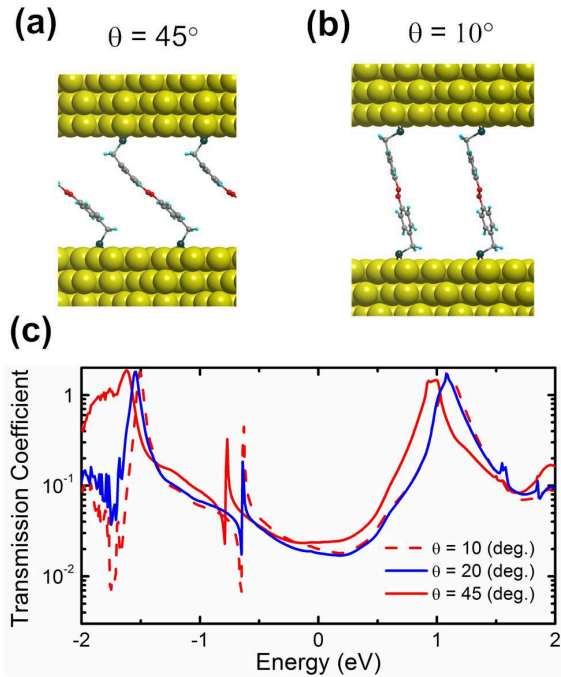 (a)
θ = 45°
(b)
θ = 10°
(c)
Transmission Coefficient
1
10⁻¹
10⁻²
θ = 10 (deg.)
θ = 20 (deg.)
θ = 45 (deg.)
-2 -1 0 1 2
Energy (eV)